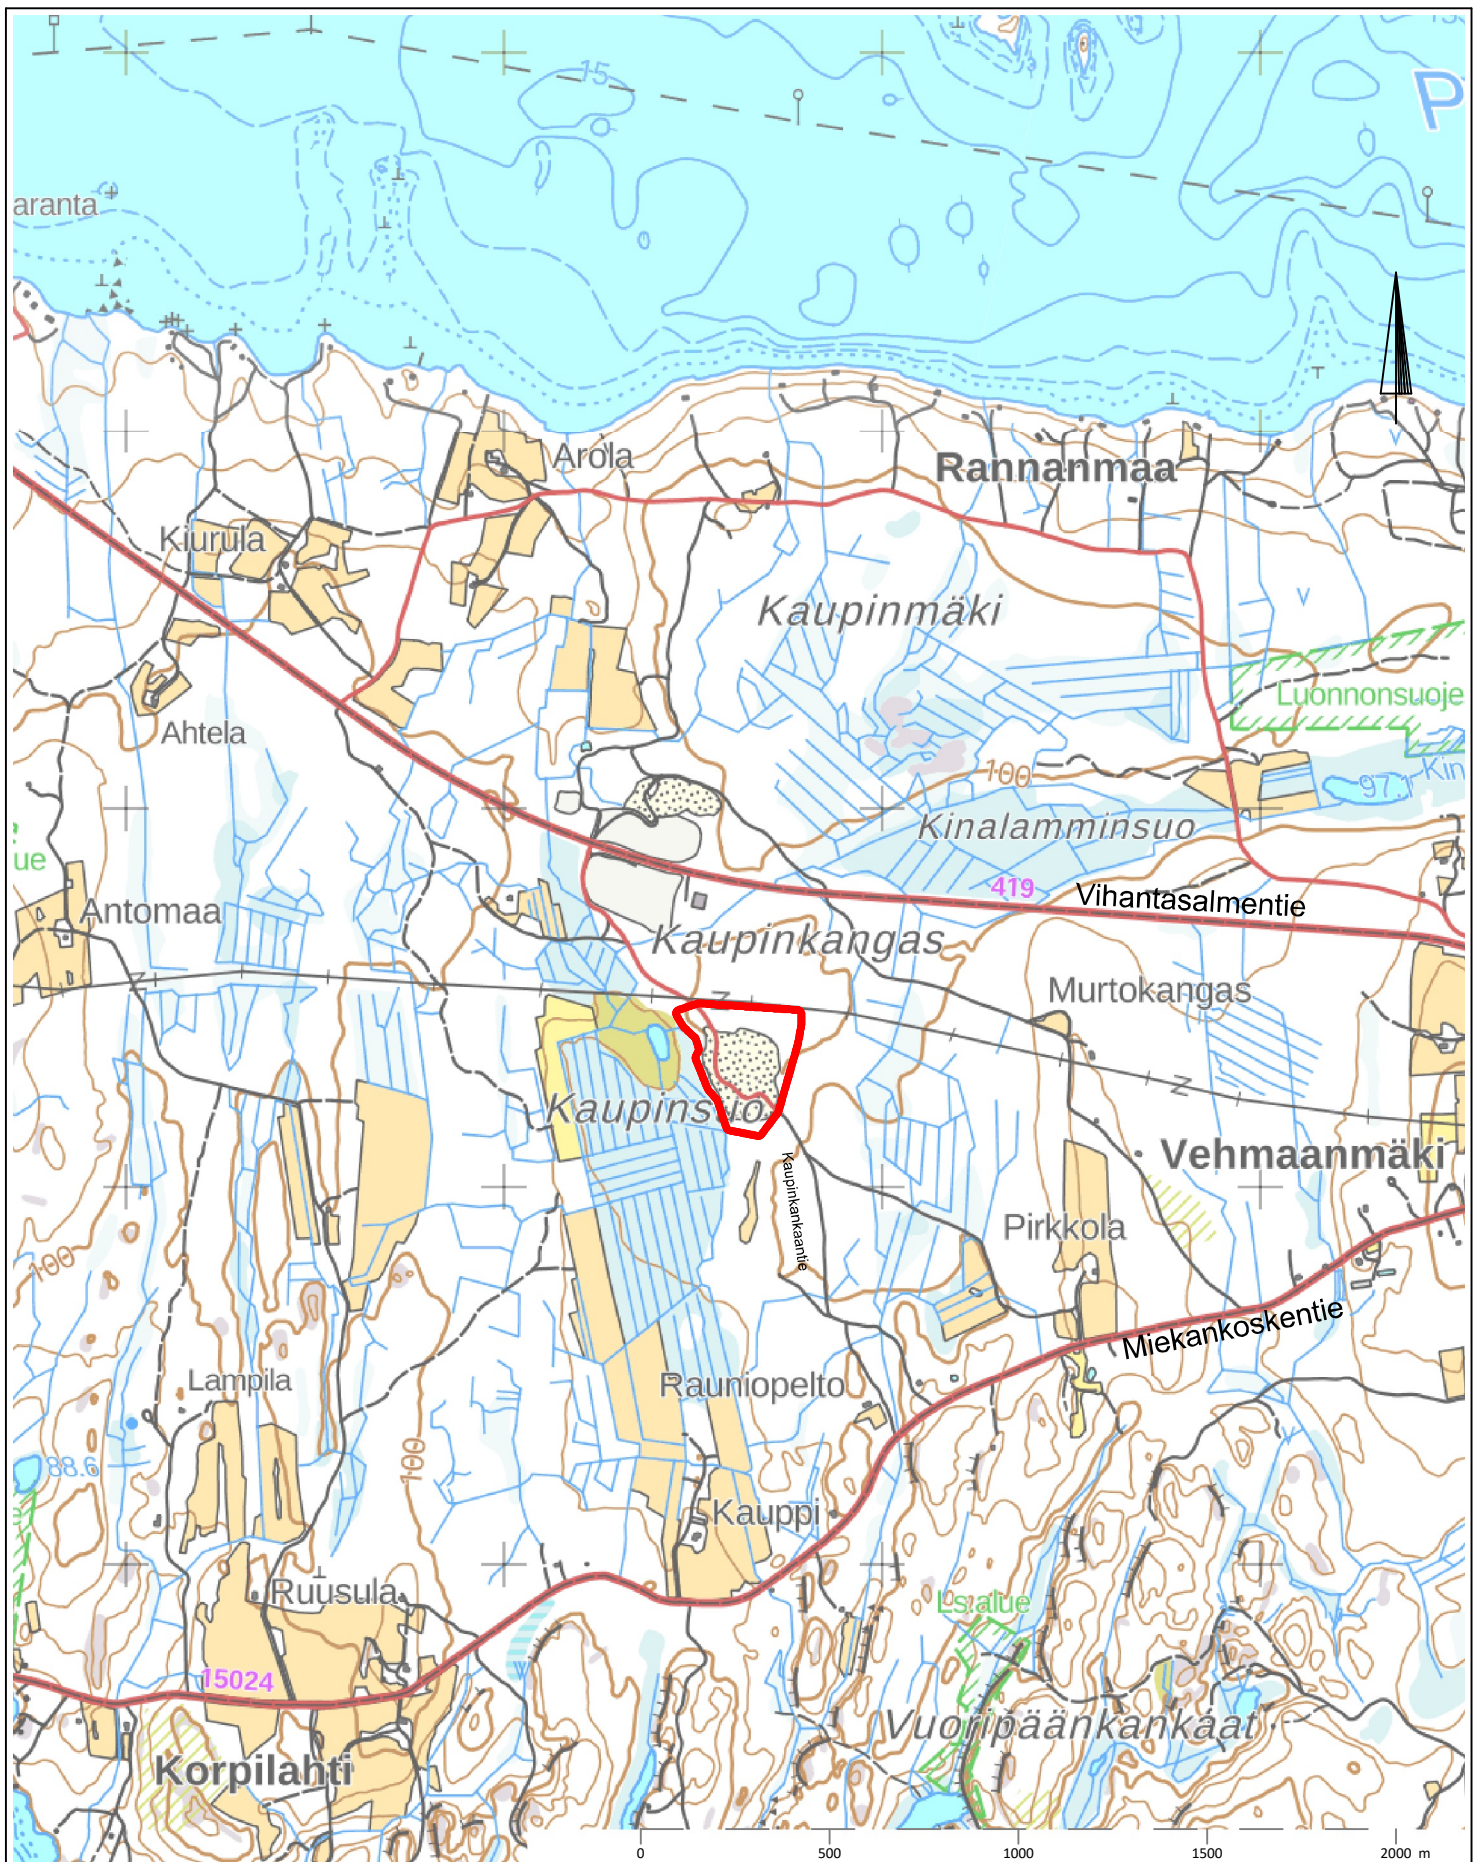 15
P
aranta
Arola
Rannanmaa
Kiurula
Kaupinmäki
Luonnonsuoje
Ahtela
100
97.1
Kin
Kinalamminsuo
ue
419
Vihantasalmentie
Antomaa
Kaupinkangas
Murtokangas
Kaupinsuo
Vehmaanmäki
Kaupinkankaantie
Pirkkola
100
Miekankoskentie
Lampila
Rauniopelto
100
88.6
Kauppi
Ruusula
Ls.alue
15024
Vuoripäänkankaat
Korpilahti
0 500 1000 1500 2000 m